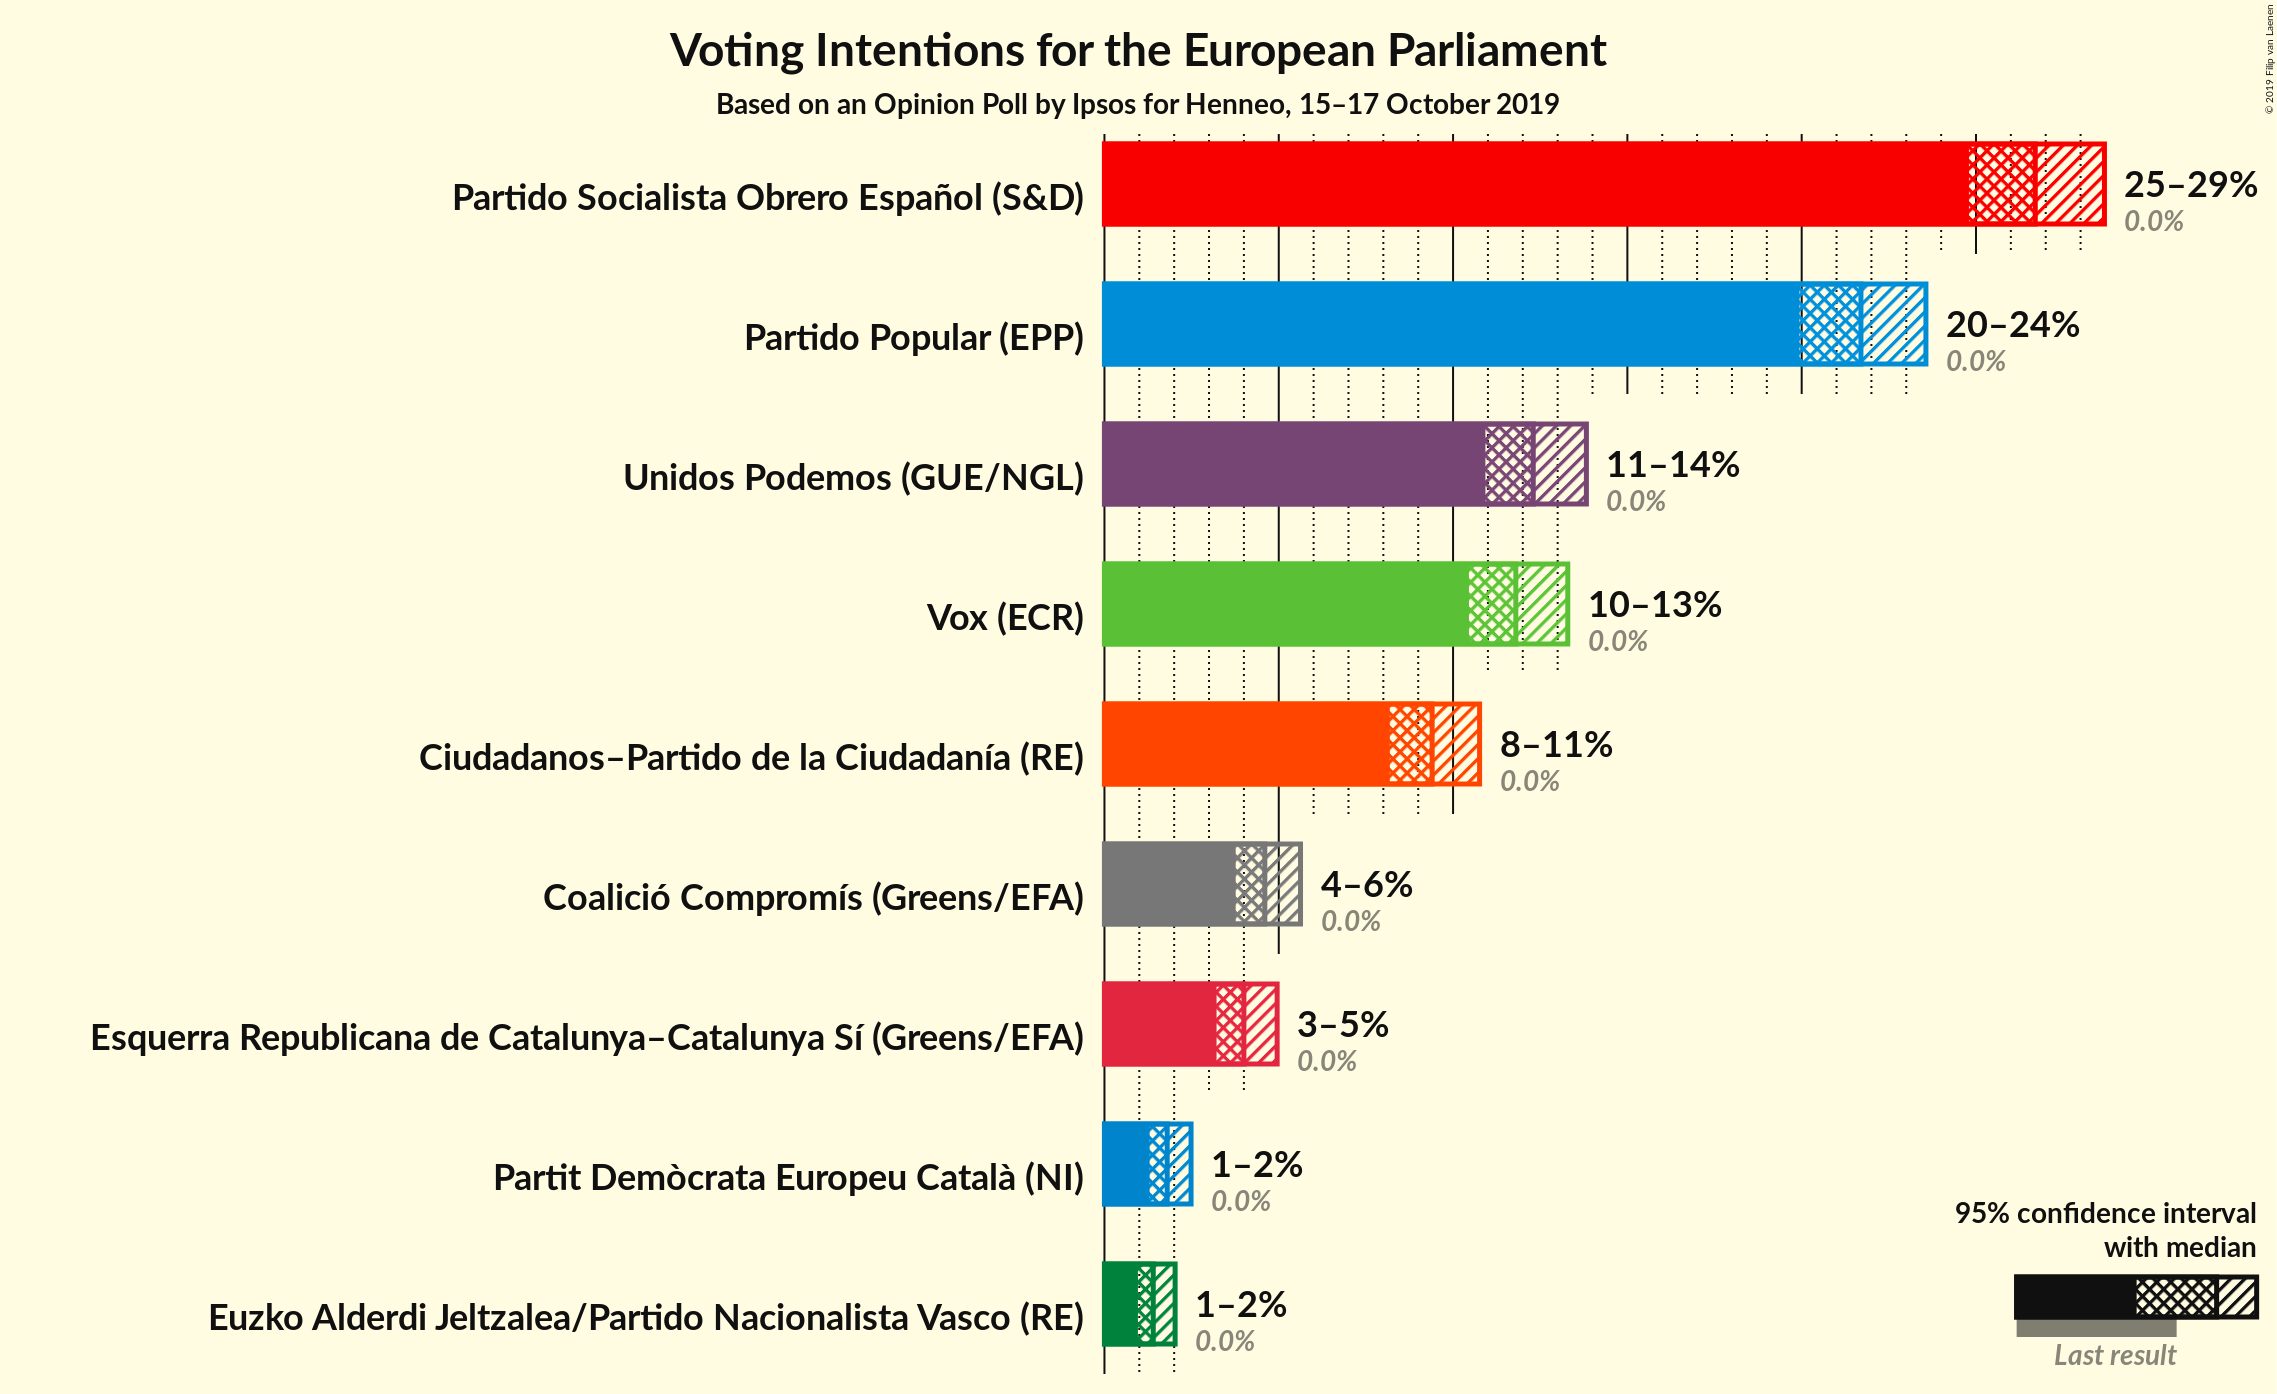 Voting Intentions for the European Parliament
Based on an Opinion Poll by Ipsos for Henneo, 15–17 October 2019
© 2019 Filip van Laenen
Partido Socialista Obrero Español (S&D)
25–29%
0.0%
Partido Popular (EPP)
20–24%
0.0%
Unidos Podemos (GUE/NGL)
11–14%
0.0%
Vox (ECR)
10–13%
0.0%
Ciudadanos–Partido de la Ciudadanía (RE)
8–11%
0.0%
Coalició Compromís (Greens/EFA)
4–6%
0.0%
Esquerra Republicana de Catalunya–Catalunya Sí (Greens/EFA)
3–5%
0.0%
Partit Demòcrata Europeu Català (NI)
1–2%
0.0%
Euzko Alderdi Jeltzalea/Partido Nacionalista Vasco (RE)
1–2%
0.0%
95% confidence interval
with median
Last result